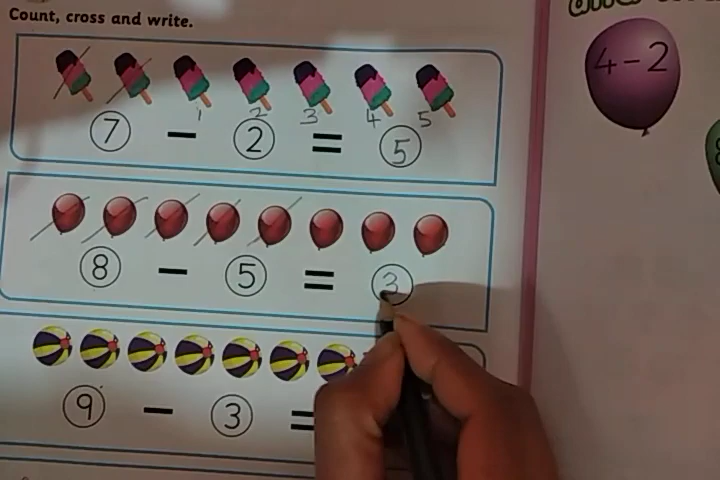 Count, cross and write.
1 2 3 4 5
7 - 2 = 5
8 - 5 = 3
9 - 3 =
4 - 2